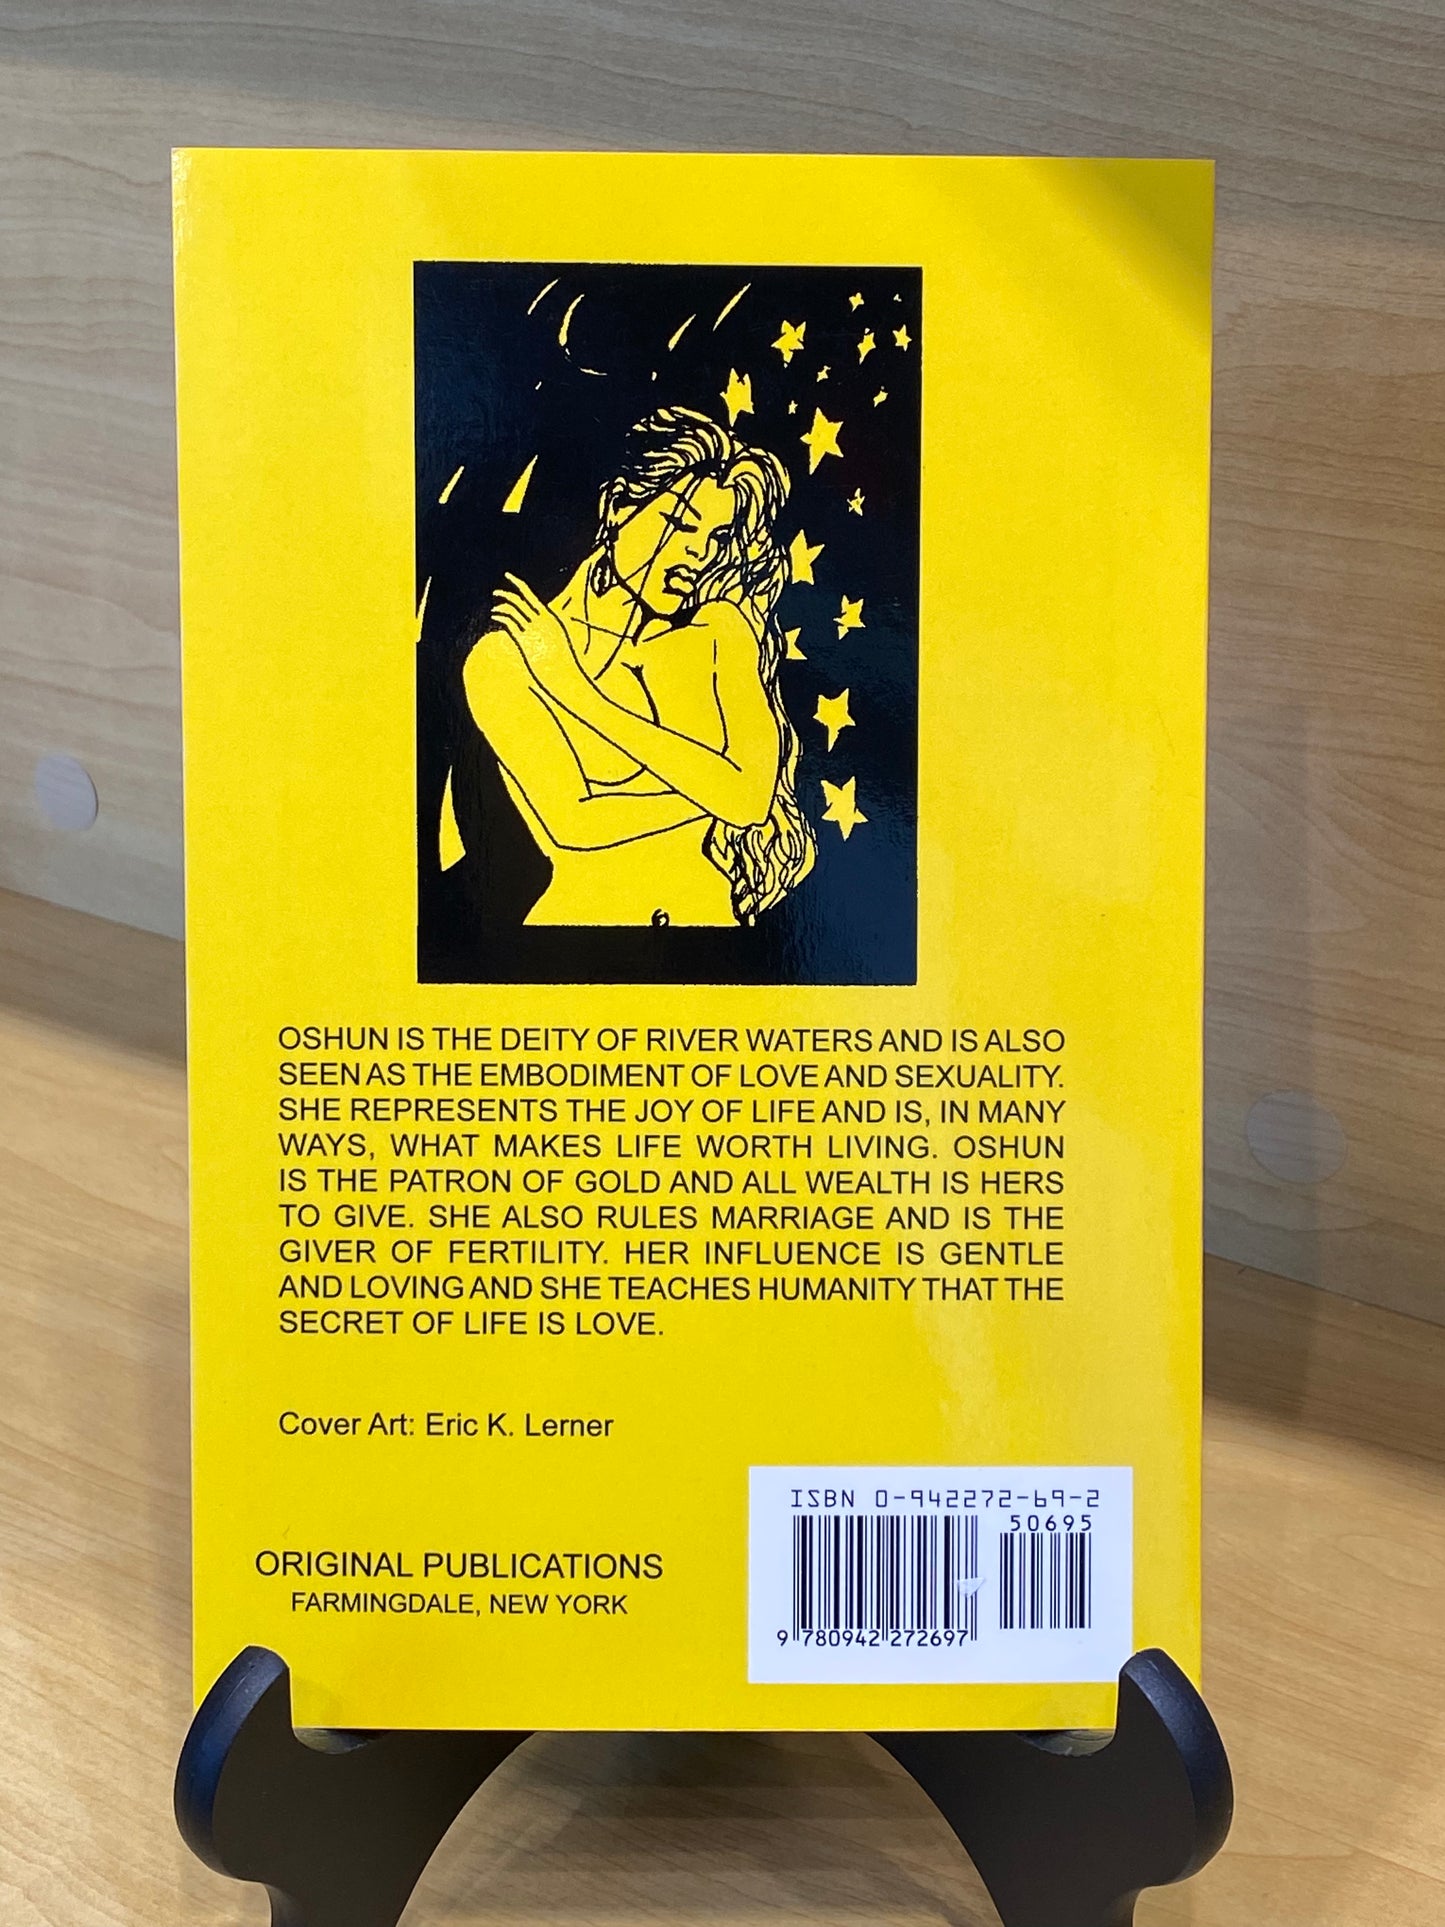 OSHUN IS THE DEITY OF RIVER WATERS AND IS ALSO
SEEN AS THE EMBODIMENT OF LOVE AND SEXUALITY.
SHE REPRESENTS THE JOY OF LIFE AND IS, IN MANY
WAYS, WHAT MAKES LIFE WORTH LIVING. OSHUN
IS THE PATRON OF GOLD AND ALL WEALTH IS HERS
TO GIVE. SHE ALSO RULES MARRIAGE AND IS THE
GIVER OF FERTILITY. HER INFLUENCE IS GENTLE
AND LOVING AND SHE TEACHES HUMANITY THAT THE
SECRET OF LIFE IS LOVE.
Cover Art: Eric K. Lerner
ORIGINAL PUBLICATIONS
FARMINGDALE, NEW YORK
ISBN 0-942272-69-2
50695
9 780942 272697